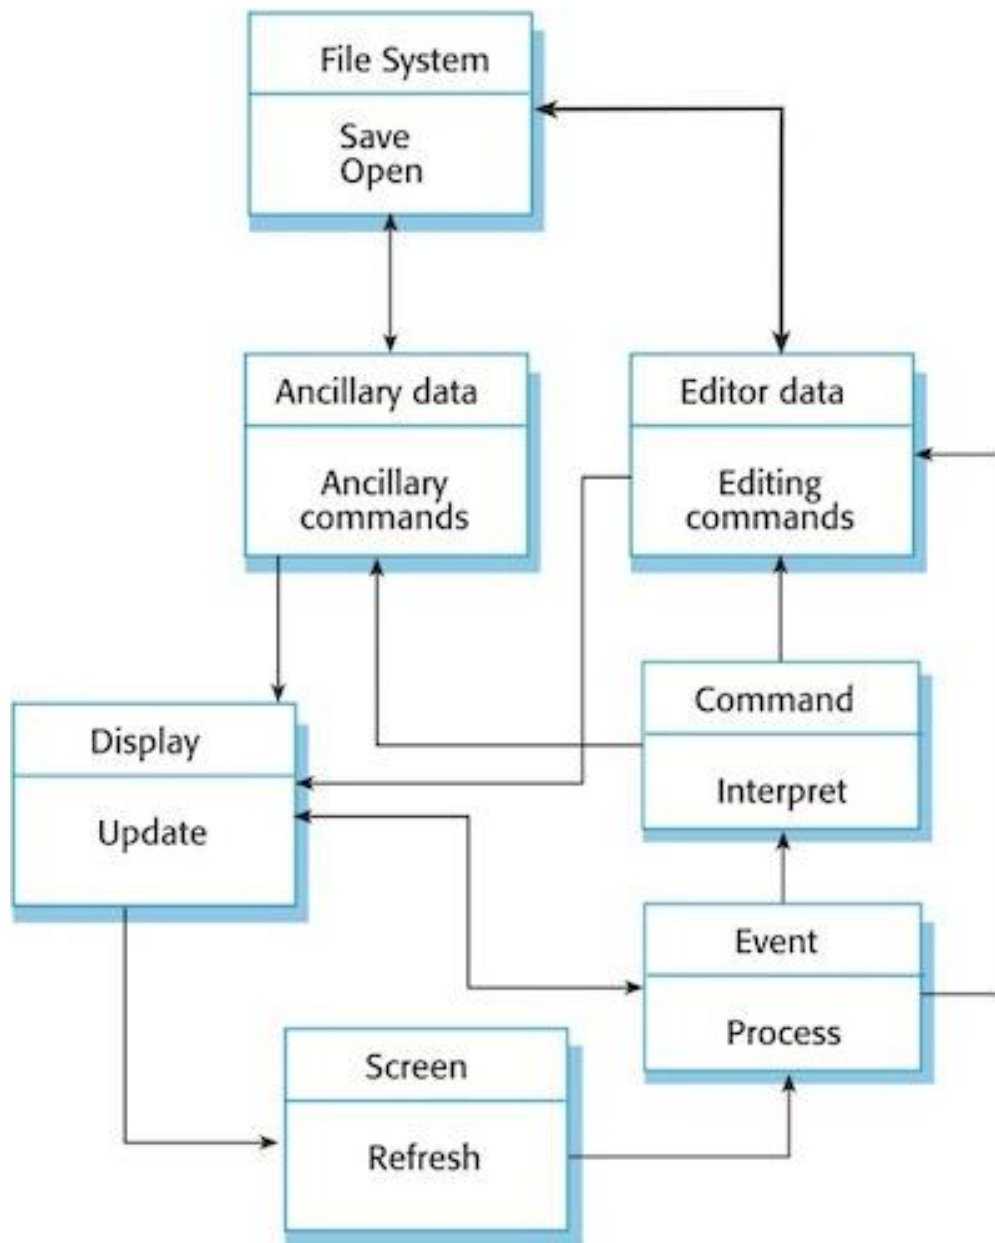 File System
Save
Open
Ancillary data
Ancillary
commands
Editor data
Editing
commands
Command
Interpret
Display
Update
Event
Process
Screen
Refresh